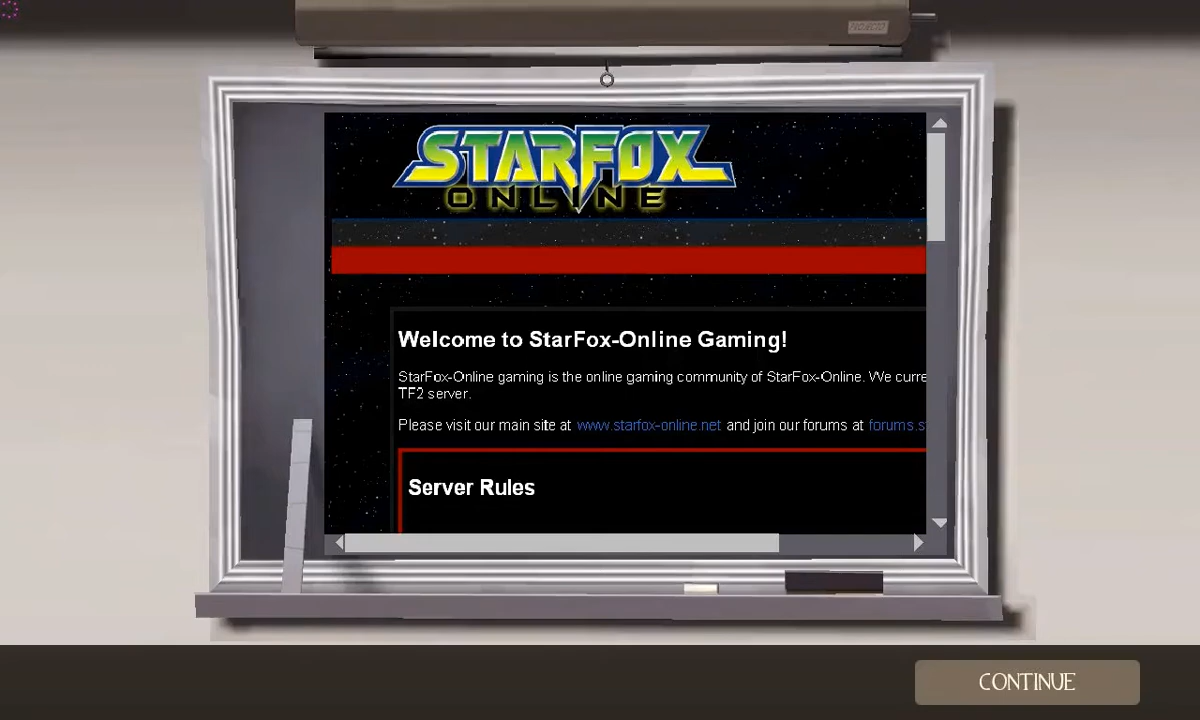 STARFOX
ONLINE
Welcome to StarFox-Online Gaming!
StarFox-Online gaming is the online gaming community of StarFox-Online. We curre
TF2 server.
Please visit our main site at www.starfox-online.net and join our forums at forums.s
Server Rules
CONTINUE